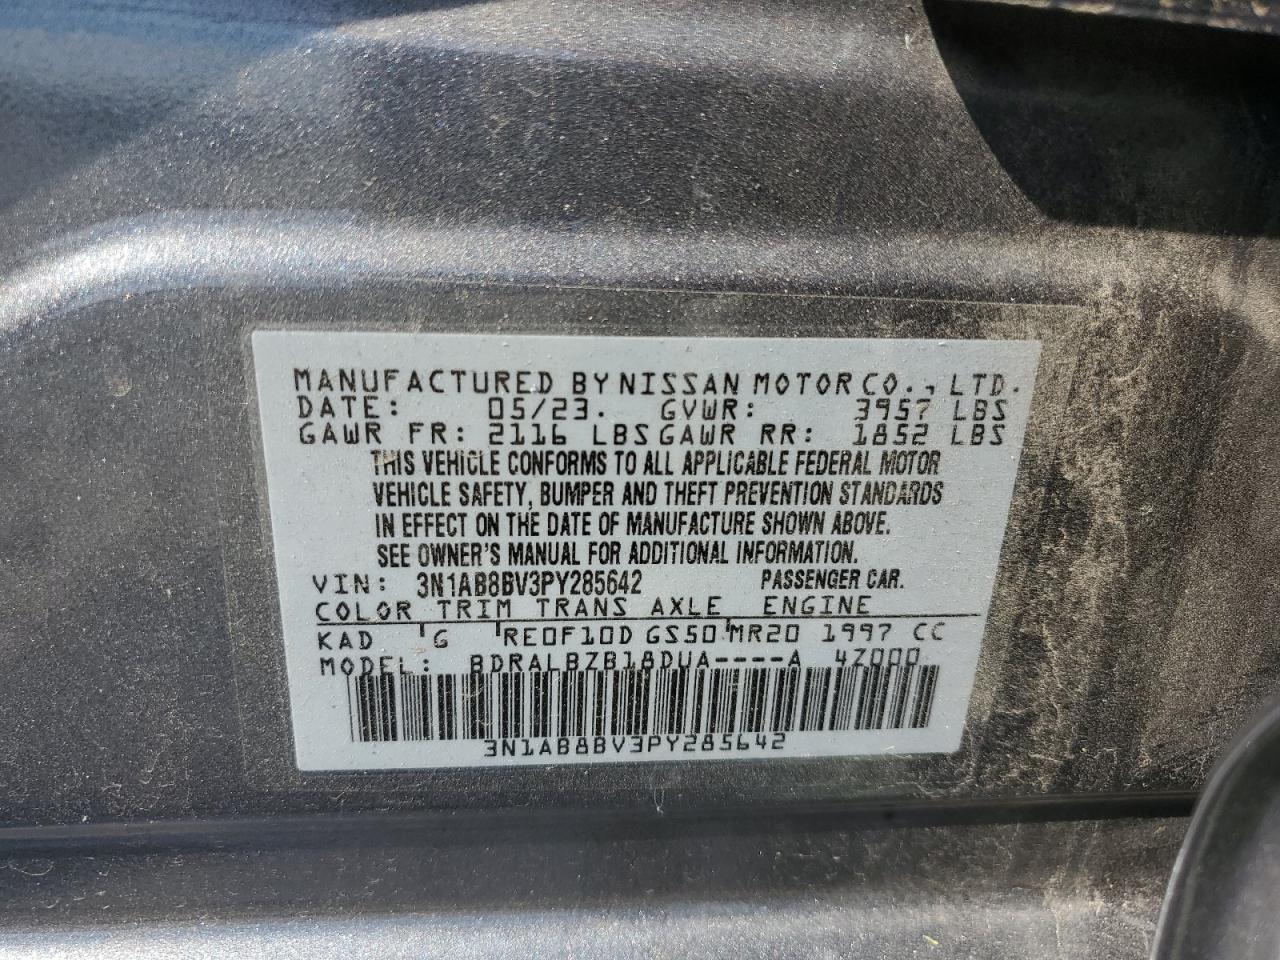 MANUFACTURED BY NISSAN MOTOR CO., LTD.
DATE: 05/23. GVWR: 3957 LBS
GAWR FR: 2116 LBS GAWR RR: 1852 LBS
THIS VEHICLE CONFORMS TO ALL APPLICABLE FEDERAL MOTOR
VEHICLE SAFETY, BUMPER AND THEFT PREVENTION STANDARDS
IN EFFECT ON THE DATE OF MANUFACTURE SHOWN ABOVE.
SEE OWNER'S MANUAL FOR ADDITIONAL INFORMATION.
VIN: 3N1AB8BV3PY285642 PASSENGER CAR.
COLOR TRIM TRANS AXLE ENGINE
KAD G RE0F10D GS50 MR20 1997 CC
MODEL: BDRALBZB18DUA----A 4Z000
3N1AB8BV3PY285642